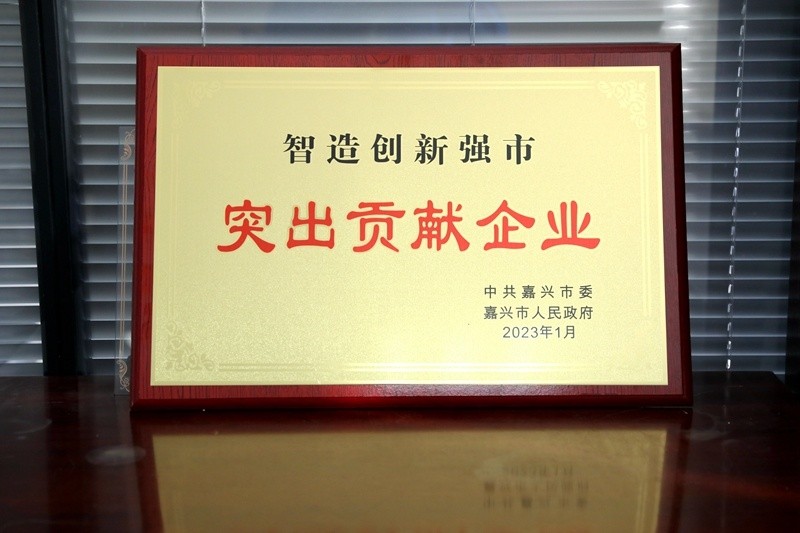 智造创新强市
突出贡献企业
中共嘉兴市委
嘉兴市人民政府
2023年1月